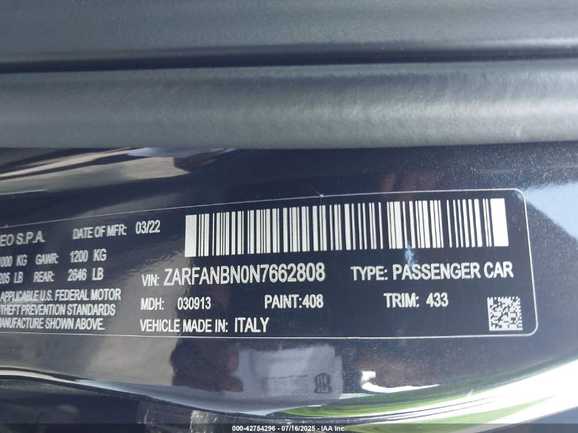 EO S.P.A.
DATE OF MFR: 03/22
000 KG GAWR: 1200 KG
205 LB REAR: 2646 LB
APPLICABLE U.S. FEDERAL MOTOR
THEFT PREVENTION STANDARDS
MANUFACTURE SHOWN ABOVE.
VIN: ZARFANBN0N7662808 TYPE: PASSENGER CAR
MDH: 030913 PAINT: 408 TRIM: 433
VEHICLE MADE IN: ITALY
000-42754296 - 07/16/2025 - IAA Inc